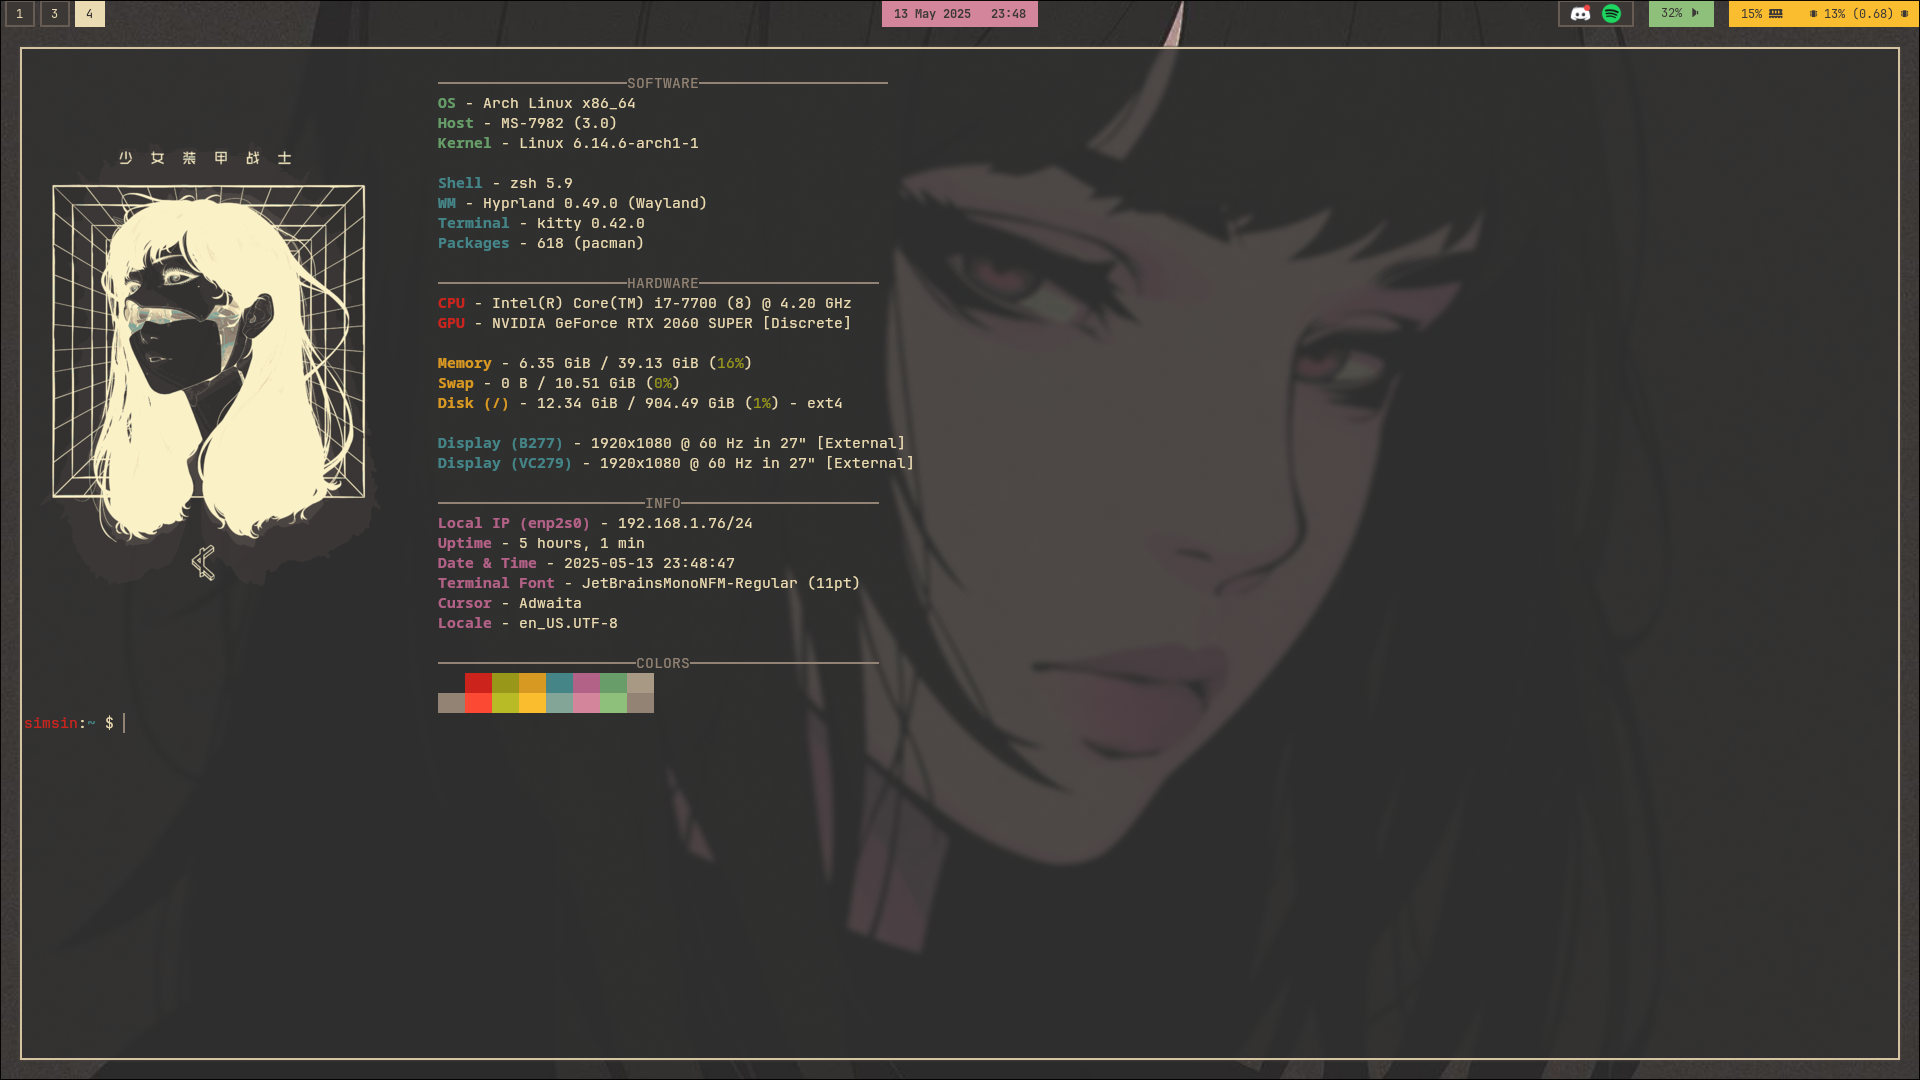 1 3 4
13 May 2025 23:48
32%
15% 13% (0.68)
SOFTWARE
OS - Arch Linux x86_64
Host - MS-7982 (3.0)
Kernel - Linux 6.14.6-arch1-1
少女装甲战士
Shell - zsh 5.9
WM - Hyprland 0.49.0 (Wayland)
Terminal - kitty 0.42.0
Packages - 618 (pacman)
HARDWARE
CPU - Intel(R) Core(TM) i7-7700 (8) @ 4.20 GHz
GPU - NVIDIA GeForce RTX 2060 SUPER [Discrete]
Memory - 6.35 GiB / 39.13 GiB (16%)
Swap - 0 B / 10.51 GiB (0%)
Disk (/) - 12.34 GiB / 904.49 GiB (1%) - ext4
Display (B277) - 1920x1080 @ 60 Hz in 27" [External]
Display (VC279) - 1920x1080 @ 60 Hz in 27" [External]
INFO
Local IP (enp2s0) - 192.168.1.76/24
Uptime - 5 hours, 1 min
Date & Time - 2025-05-13 23:48:47
Terminal Font - JetBrainsMonoNFM-Regular (11pt)
Cursor - Adwaita
Locale - en_US.UTF-8
COLORS
simsin:~ $